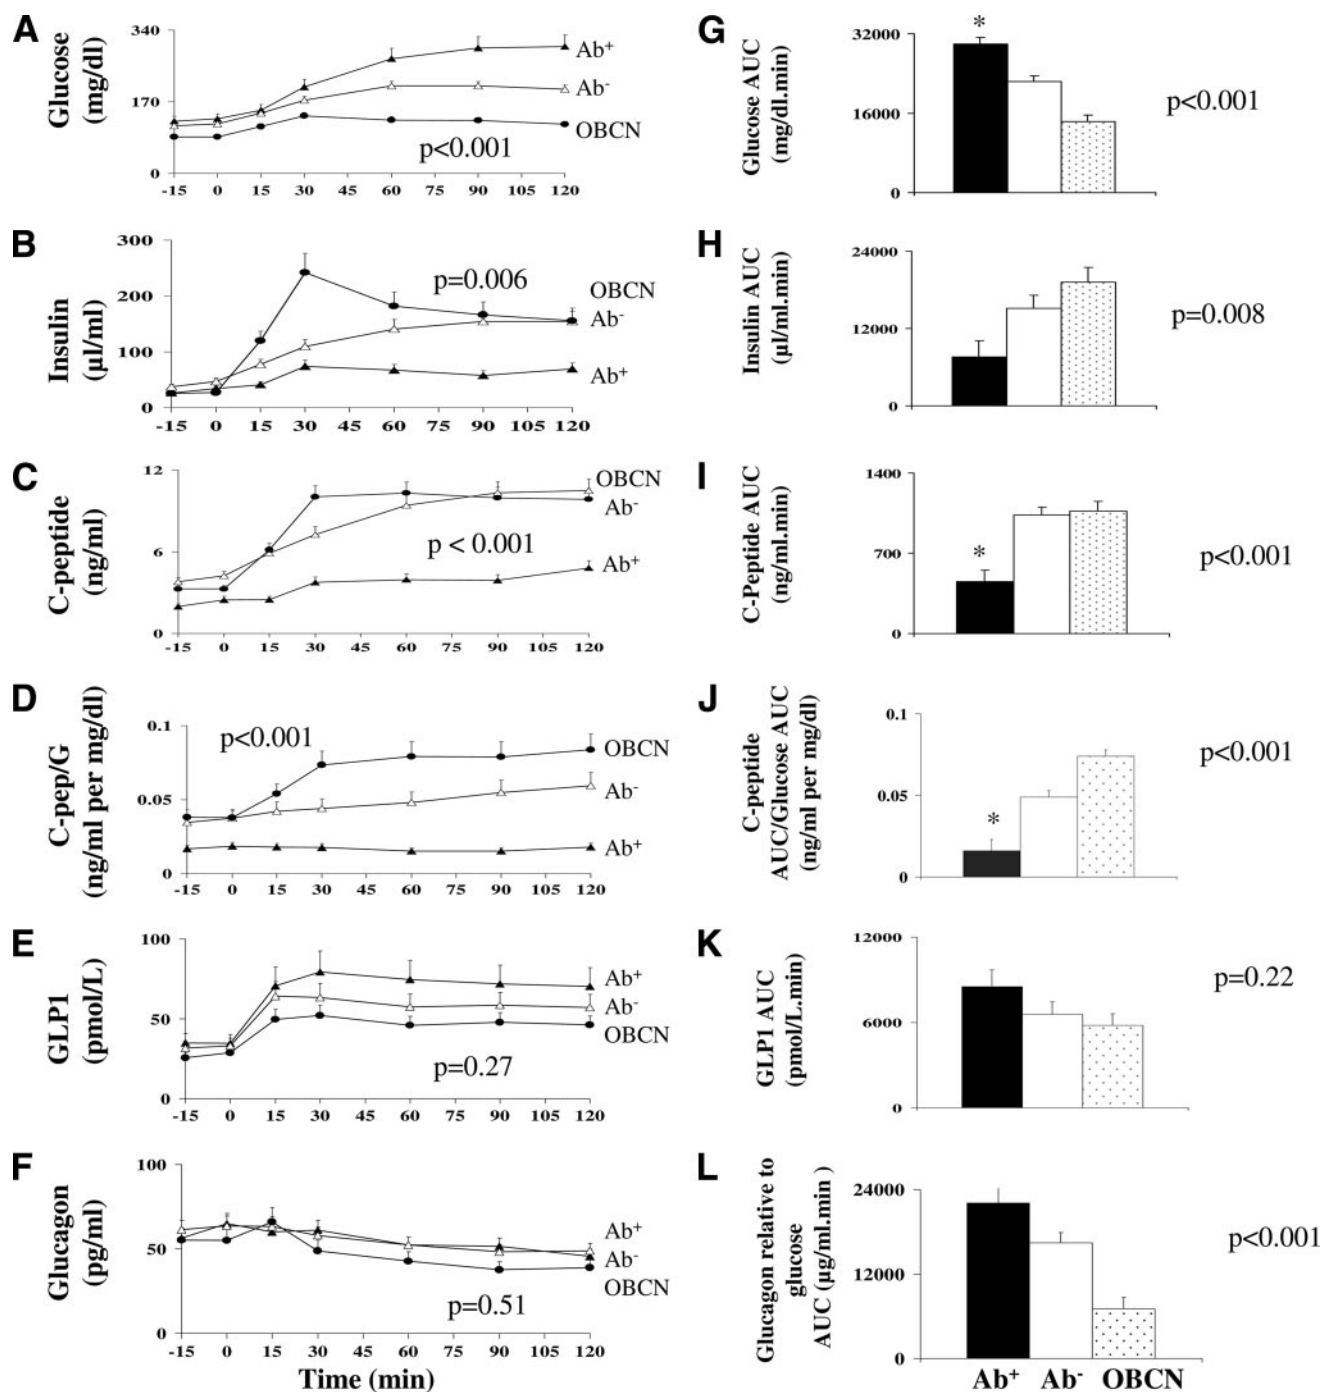 A
Glucose
(mg/dl)
340
170
0
-15 0 15 30 45 60 75 90 105 120
Ab+
Ab-
OBCN
p<0.001
G
Glucose AUC
(mg/dl.min)
32000
16000
0
*
p<0.001
B
Insulin
(µl/ml)
300
200
100
0
-15 0 15 30 45 60 75 90 105 120
p=0.006
OBCN
Ab-
Ab+
H
Insulin AUC
(µl/ml.min)
24000
12000
0
p=0.008
C
C-peptide
(ng/ml)
12
6
0
-15 0 15 30 45 60 75 90 105 120
OBCN
Ab-
p < 0.001
Ab+
I
C-Peptide AUC
(ng/ml.min)
1400
700
0
*
p<0.001
D
C-pep/G
(ng/ml per mg/dl)
0.1
0.05
0
-15 0 15 30 45 60 75 90 105 120
p<0.001
OBCN
Ab-
Ab+
J
C-peptide
AUC/Glucose AUC
(ng/ml per mg/dl)
0.1
0.05
0
*
p<0.001
E
GLP1
(pmol/L)
100
50
0
-15 0 15 30 45 60 75 90 105 120
Ab+
Ab-
OBCN
p=0.27
K
GLP1 AUC
(pmol/L.min)
12000
6000
0
p=0.22
F
Glucagon
(pg/ml)
100
50
0
-15 0 15 30 45 60 75 90 105 120
Ab+
Ab-
OBCN
p=0.51
Time (min)
L
Glucagon relative to
glucose
AUC (µg/ml.min )
24000
12000
0
p<0.001
Ab+ Ab- OBCN